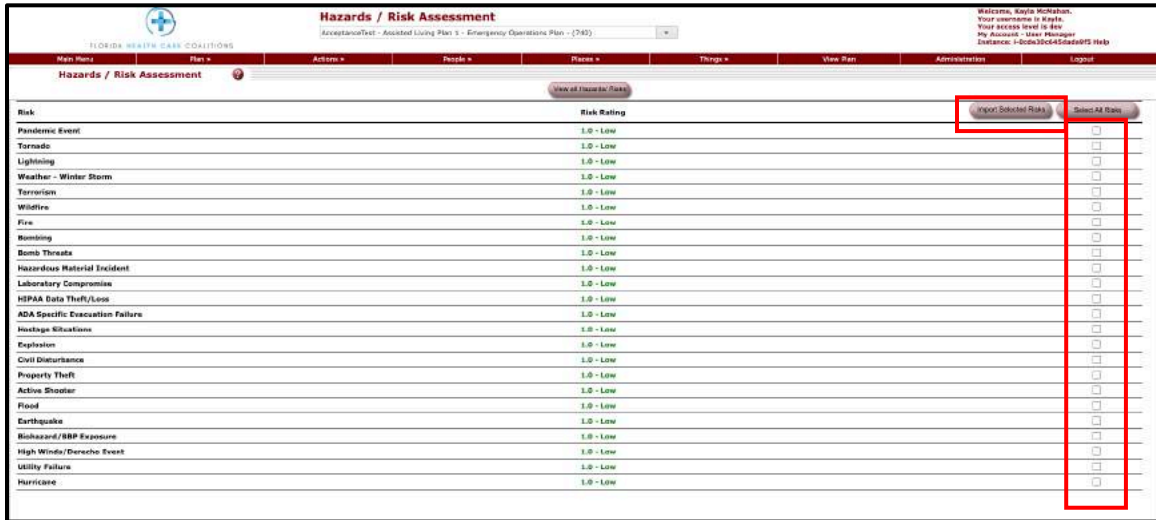 Hazards / Risk Assessment
Welcome, Kayla McMahan.
Your username is Kayla.
Your access level is dev
My Account - User Manager
Instance: i-0cde30c645dada9f5 Help
AcceptanceTest - Assisted Living Plan 1 - Emergency Operations Plan - (742)
FLORIDA HEALTH CARE COALITIONS
Main Menu Plan » Actions » People » Places » Things » View Plan Administration Logout
Hazards / Risk Assessment ?
View all Hazards/ Risks
Risk Risk Rating Import Selected Risks Select All Risks
Pandemic Event 1.0 - Low
Tornado 1.0 - Low
Lightning 1.0 - Low
Weather - Winter Storm 1.0 - Low
Terrorism 1.0 - Low
Wildfire 1.0 - Low
Fire 1.0 - Low
Bombing 1.0 - Low
Bomb Threats 1.0 - Low
Hazardous Material Incident 1.0 - Low
Laboratory Compromise 1.0 - Low
HIPAA Data Theft/Loss 1.0 - Low
ADA Specific Evacuation Failure 1.0 - Low
Hostage Situations 1.0 - Low
Explosion 1.0 - Low
Civil Disturbance 1.0 - Low
Property Theft 1.0 - Low
Active Shooter 1.0 - Low
Flood 1.0 - Low
Earthquake 1.0 - Low
Biohazard/BBP Exposure 1.0 - Low
High Winds/Derecho Event 1.0 - Low
Utility Failure 1.0 - Low
Hurricane 1.0 - Low